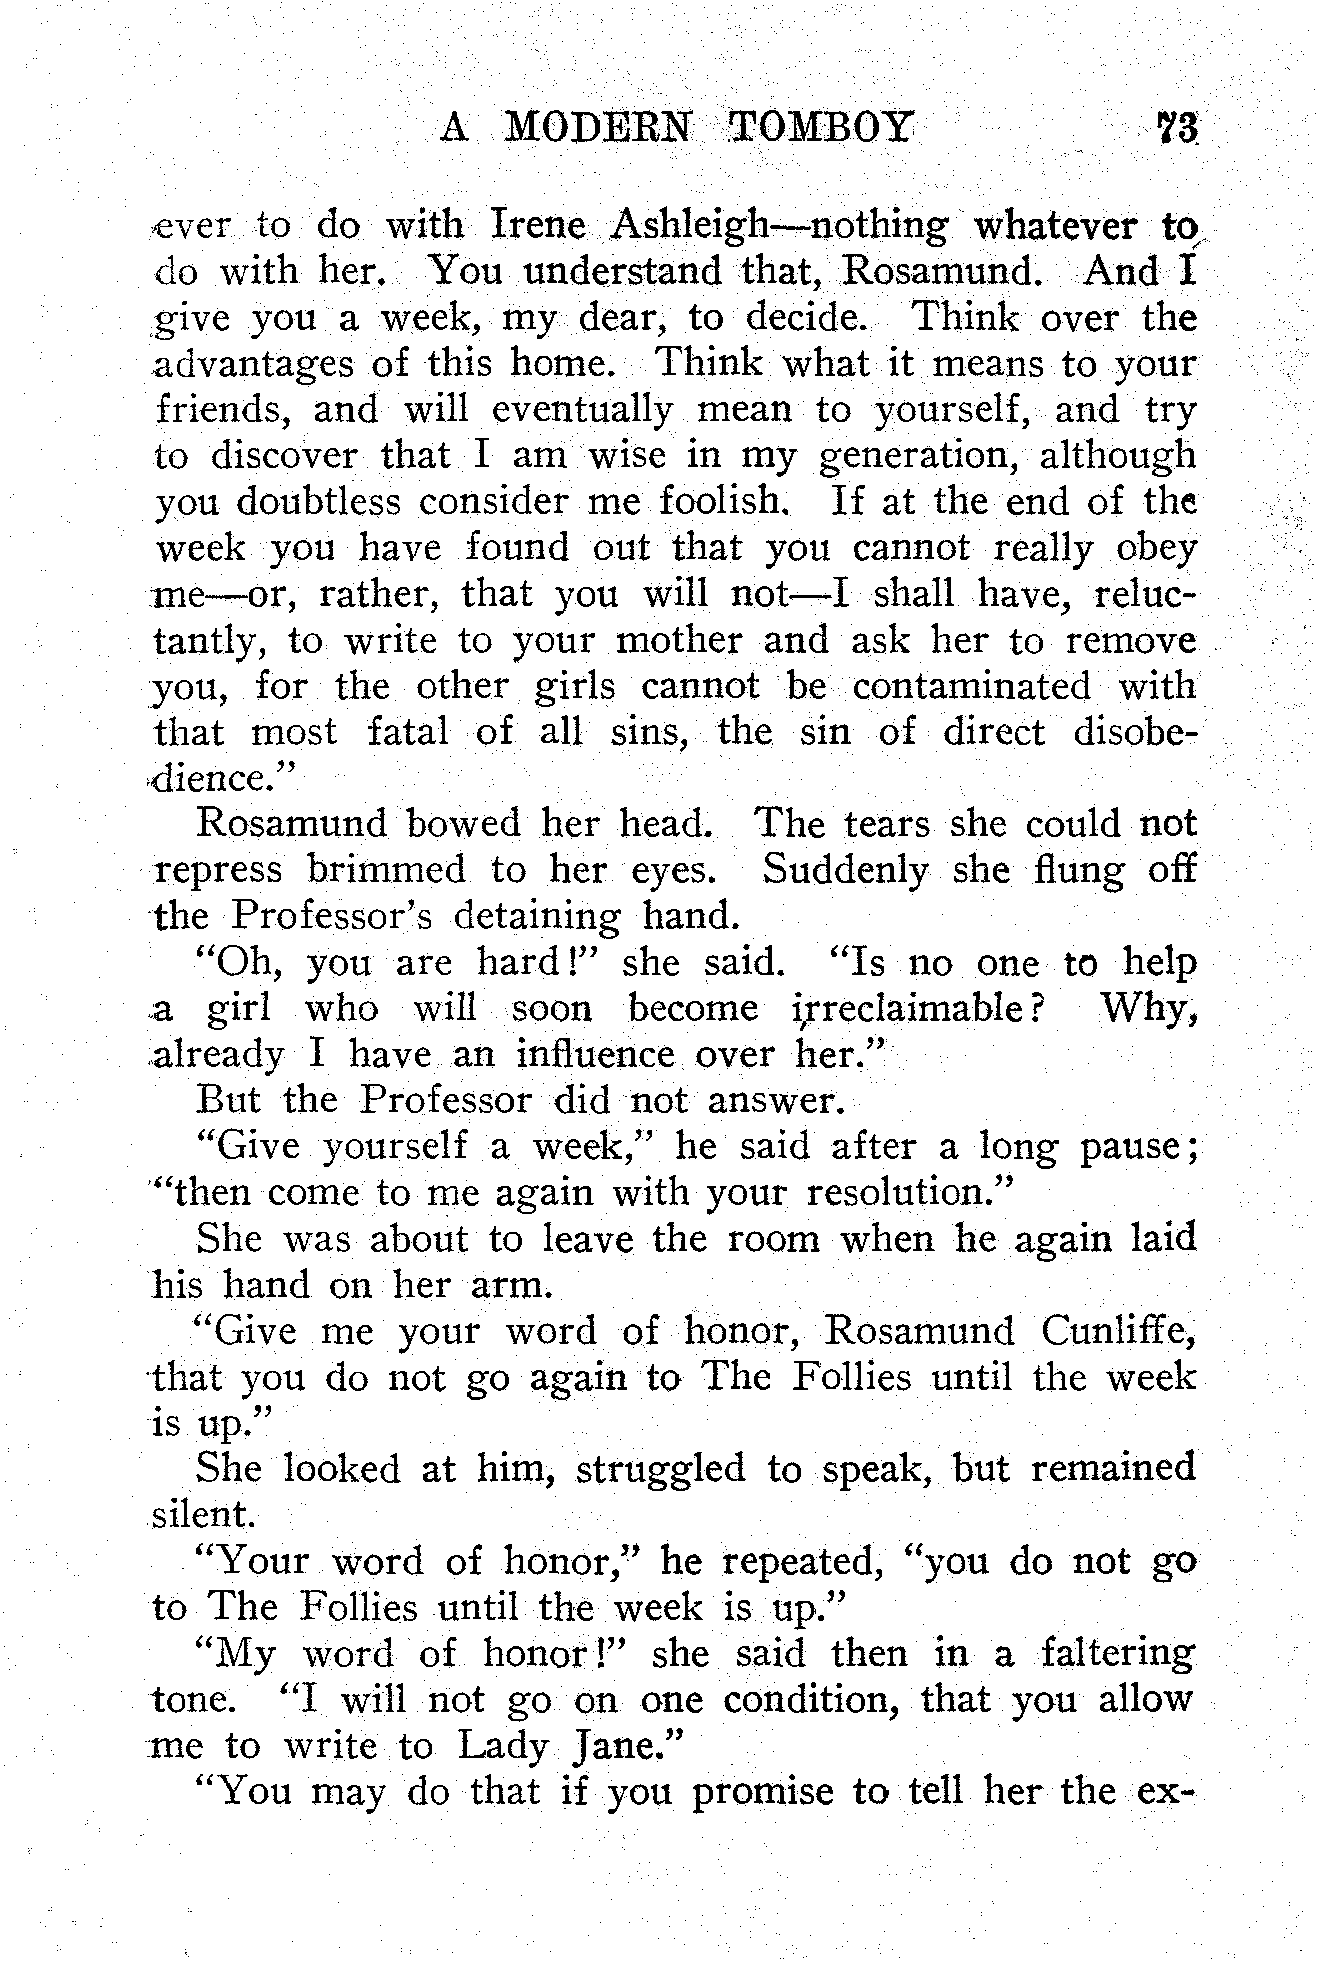 A MODERN TOMBOY 73
ever to do with Irene Ashleigh—nothing whatever to
do with her. You understand that, Rosamund. And I
give you a week, my dear, to decide. Think over the
advantages of this home. Think what it means to your
friends, and will eventually mean to yourself, and try
to discover that I am wise in my generation, although
you doubtless consider me foolish. If at the end of the
week you have found out that you cannot really obey
me—or, rather, that you will not—I shall have, reluc-
tantly, to write to your mother and ask her to remove
you, for the other girls cannot be contaminated with
that most fatal of all sins, the sin of direct disobe-
dience."
Rosamund bowed her head. The tears she could not
repress brimmed to her eyes. Suddenly she flung off
the Professor's detaining hand.
"Oh, you are hard!" she said. "Is no one to help
a girl who will soon become irreclaimable? Why,
already I have an influence over her."
But the Professor did not answer.
"Give yourself a week," he said after a long pause;
"then come to me again with your resolution."
She was about to leave the room when he again laid
his hand on her arm.
"Give me your word of honor, Rosamund Cunliffe,
that you do not go again to The Follies until the week
is up."
She looked at him, struggled to speak, but remained
silent.
"Your word of honor," he repeated, "you do not go
to The Follies until the week is up."
"My word of honor!" she said then in a faltering
tone. "I will not go on one condition, that you allow
me to write to Lady Jane."
"You may do that if you promise to tell her the ex-